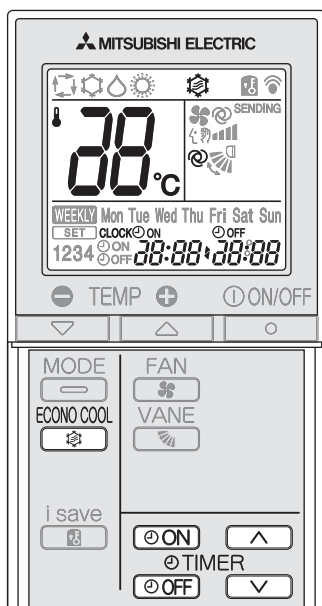 MITSUBISHI ELECTRIC
SENDING
88°C
WEEKLY Mon Tue Wed Thu Fri Sat Sun
SET CLOCK ON OFF
1234 ON OFF 88:88 88:88
TEMP ON/OFF
MODE FAN
ECONO COOL VANE
i save
ON
TIMER
OFF